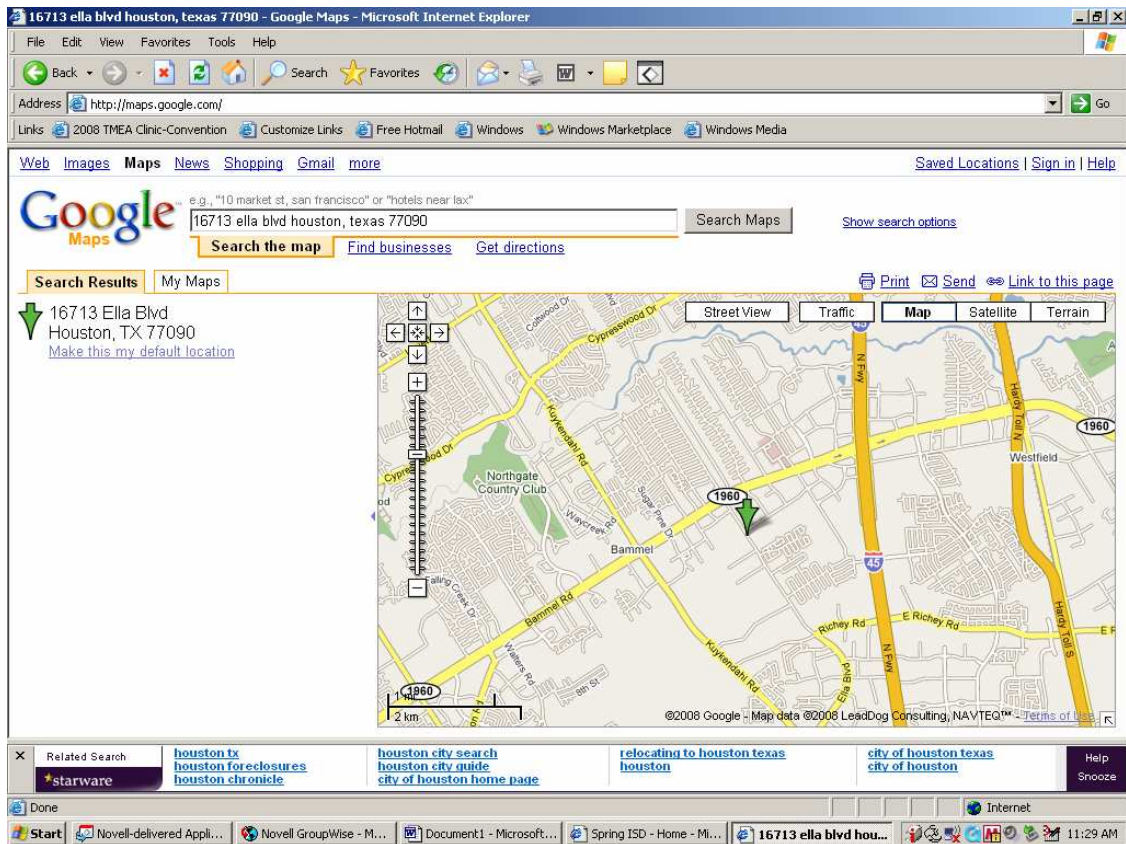 16713 ella blvd houston, texas 77090 - Google Maps - Microsoft Internet Explorer
File Edit View Favorites Tools Help
Back Search Favorites
Address http://maps.google.com/ Go
Links 2008 TMEA Clinic-Convention Customize Links Free Hotmail Windows Windows Marketplace Windows Media
Web Images Maps News Shopping Gmail more Saved Locations | Sign in | Help
Google Maps
e.g., "10 market st, san francisco" or "hotels near lax"
16713 ella blvd houston, texas 77090 Search Maps Show search options
Search the map Find businesses Get directions
Search Results My Maps Print Send Link to this page
16713 Ella Blvd
Houston, TX 77090
Make this my default location
Street View Traffic Map Satellite Terrain
Coltwood Dr
Cypresswood Dr
45
N Fwy
Hardy Toll N
Kuykendahl Rd
1960
Westfield
Cypresswood Dr
Northgate
Country Club
Sugar Pine Dr
1960
Waycreek Rd
Bammel
45
Falling Creek Dr
Bammel Rd
Richey Rd
E Richey Rd
Hardy Toll S
Walters Rd
Kuykendahl Rd
Ella Blvd
N Fwy
8th St
1960
1 mi
2 km
©2008 Google - Map data ©2008 LeadDog Consulting, NAVTEQ™ - Terms of Use
Related Search
starware
houston tx
houston foreclosures
houston chronicle
houston city search
houston city guide
city of houston home page
relocating to houston texas
houston
city of houston texas
city of houston
Help
Snooze
Done Internet
Start Novell-delivered Appli... Novell GroupWise - M... Document1 - Microsoft... Spring ISD - Home - Mi... 16713 ella blvd hou... 11:29 AM